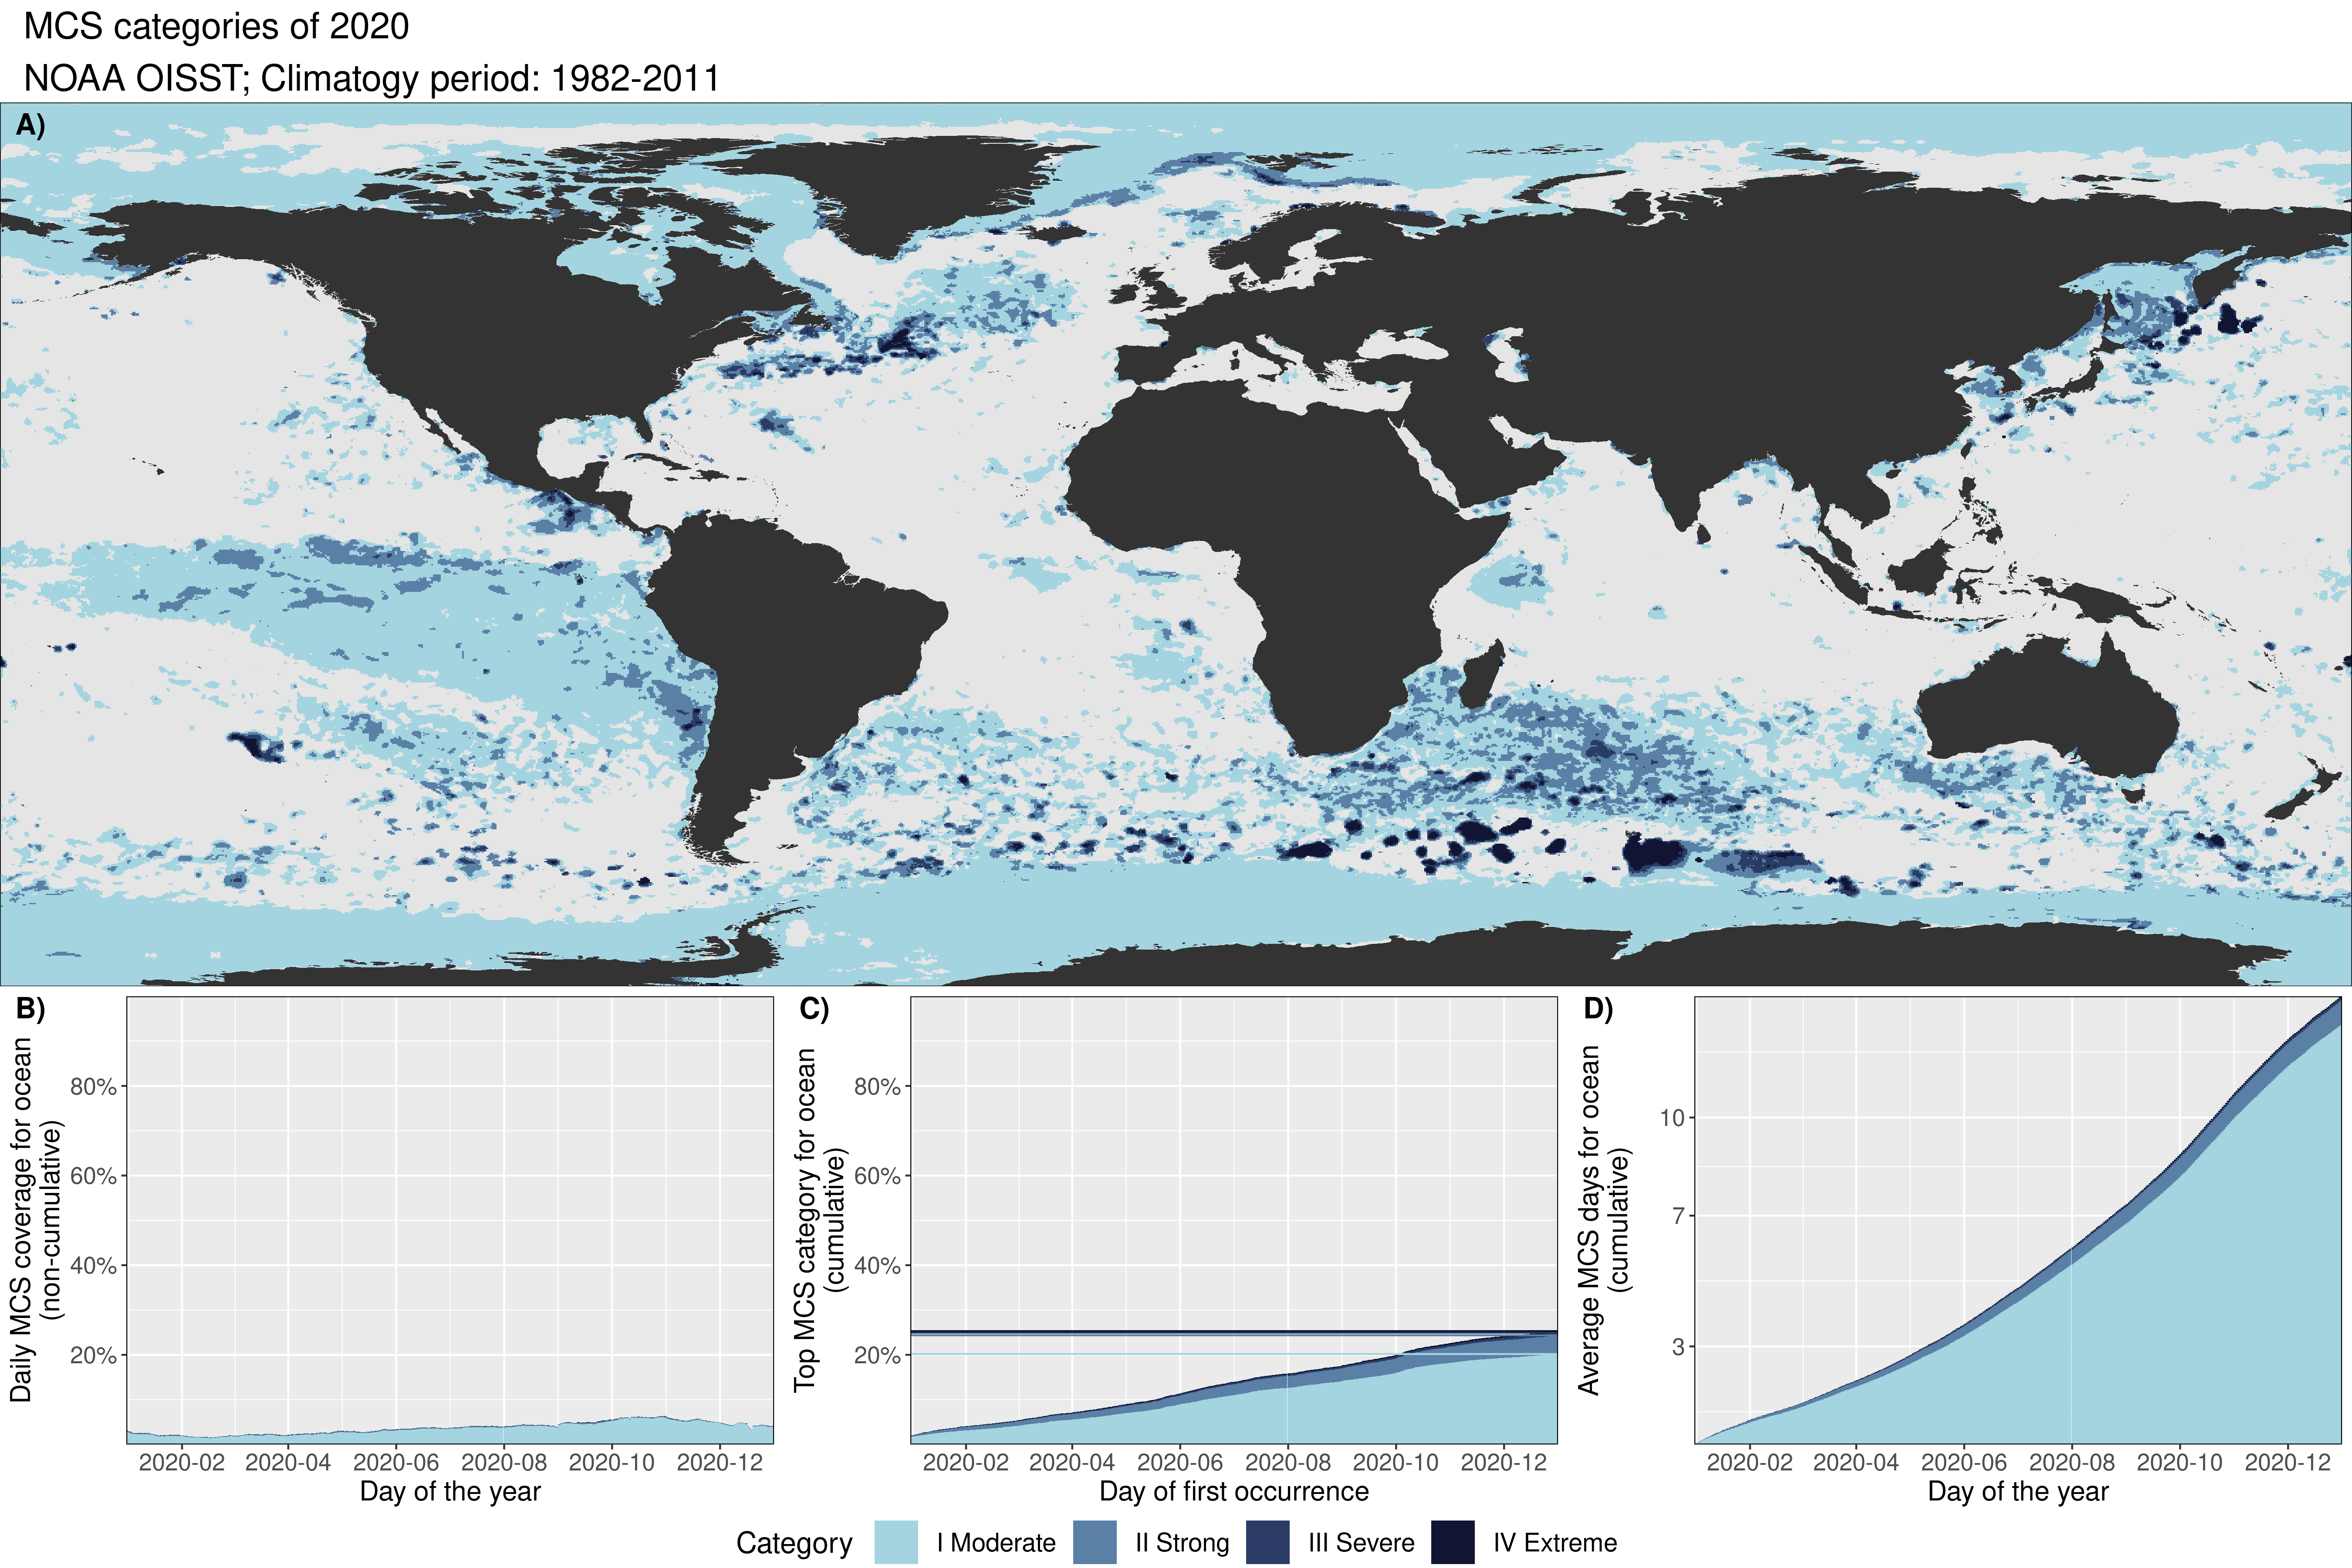 MCS categories of 2020
NOAA OISST; Climatogy period: 1982-2011
A)
B)
Daily MCS coverage for ocean
(non-cumulative)
80%
60%
40%
20%
2020-02 2020-04 2020-06 2020-08 2020-10 2020-12
Day of the year
C)
Top MCS category for ocean
(cumulative)
80%
60%
40%
20%
2020-02 2020-04 2020-06 2020-08 2020-10 2020-12
Day of first occurrence
D)
Average MCS days for ocean
(cumulative)
10
7
3
2020-02 2020-04 2020-06 2020-08 2020-10 2020-12
Day of the year
Category I Moderate II Strong III Severe IV Extreme